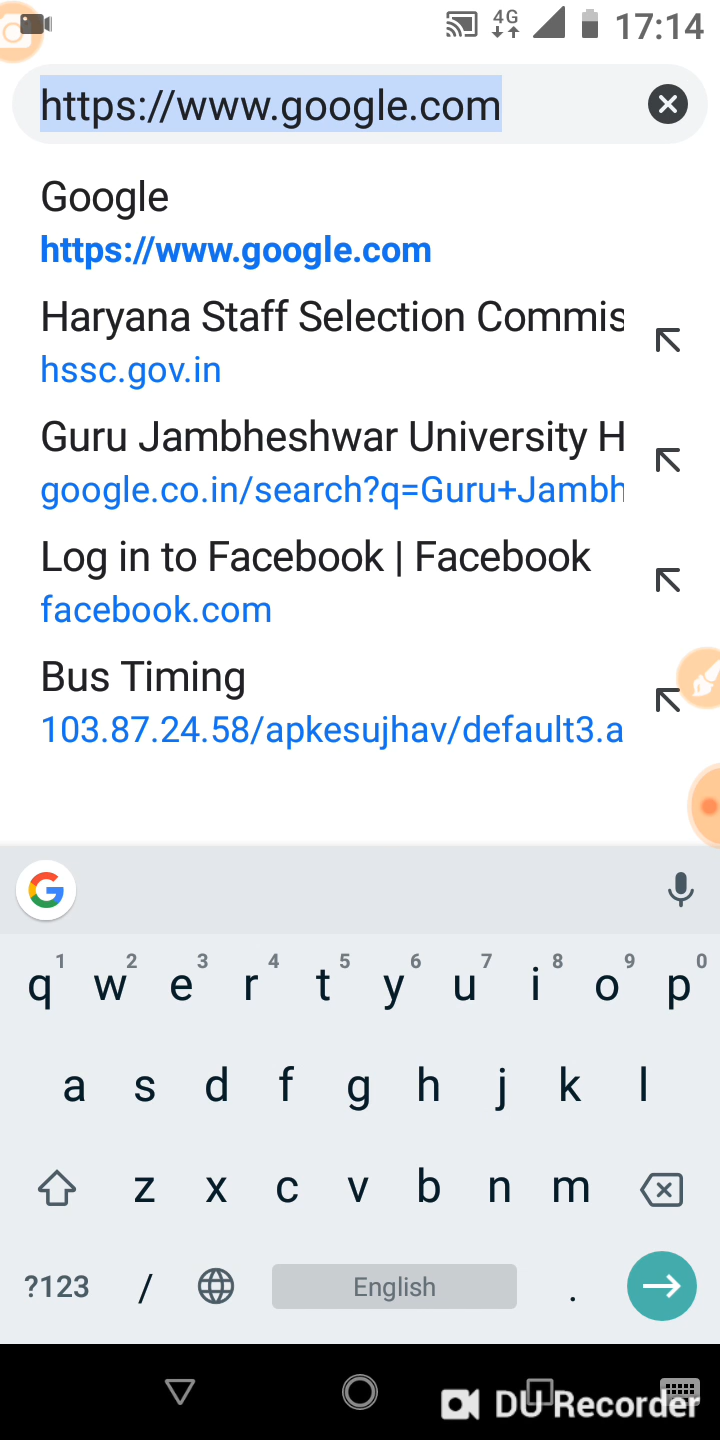 4G 17:14
https://www.google.com
Google
https://www.google.com
Haryana Staff Selection Commis
hssc.gov.in
Guru Jambheshwar University H
google.co.in/search?q=Guru+Jambh
Log in to Facebook | Facebook
facebook.com
Bus Timing
103.87.24.58/apkesujhav/default3.a
G
q 1 w 2 e 3 r 4 t 5 y 6 u 7 i 8 o 9 p 0
a s d f g h j k l
z x c v b n m
?123 / English .
DU Recorder